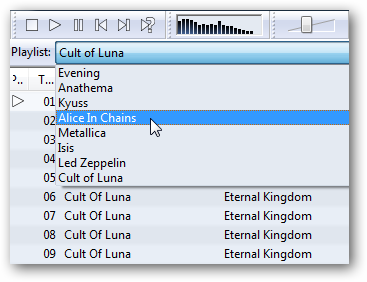 Playlist: Cult of Luna
P.. T...
Evening
Anathema
Kyuss
Alice In Chains
Metallica
Isis
Led Zeppelin
Cult of Luna
01
02
03
04
05
06 Cult Of Luna Eternal Kingdom
07 Cult Of Luna Eternal Kingdom
08 Cult Of Luna Eternal Kingdom
09 Cult Of Luna Eternal Kingdom